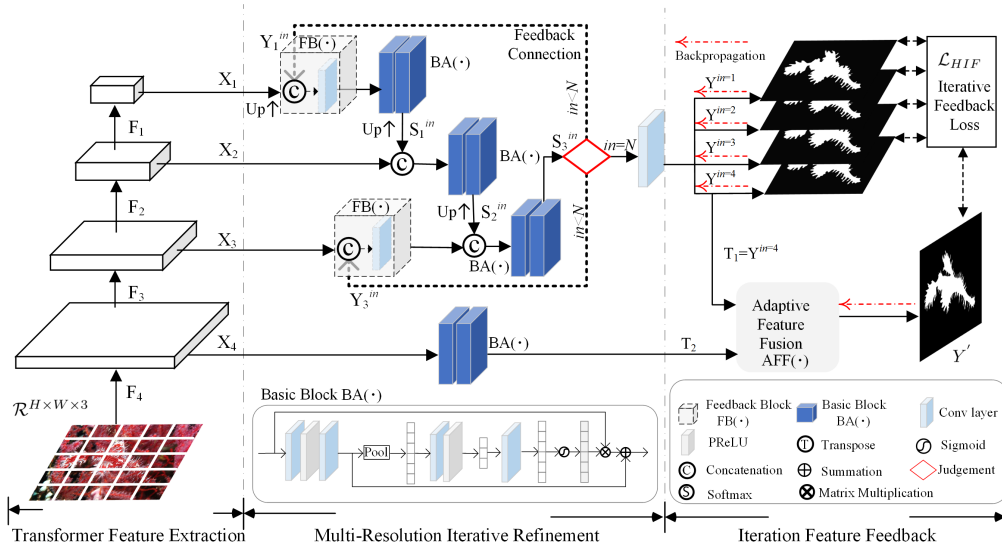 Y₁ⁱⁿ
FB(·)
Feedback
Connection
BA(·)
in<N
X₁
Up↑
F₁
Up↑
S₁ⁱⁿ
X₂
C
BA(·)
F₂
S₃ⁱⁿ
in=N
FB(·)
Up↑
S₂ⁱⁿ
in<N
X₃
C
C
BA(·)
F₃
Y₃ⁱⁿ
X₄
BA(·)
T₂
F₄
ℛ^{H×W×3}
Basic Block BA(·)
Pool
Backpropagation
Yⁱⁿ⁼¹
Yⁱⁿ⁼²
Yⁱⁿ⁼³
Yⁱⁿ⁼⁴
ℒ_{HIF}
Iterative
Feedback
Loss
T₁=Yⁱⁿ⁼⁴
Adaptive
Feature
Fusion
AFF(·)
Y′
Feedback Block
FB(·)
Basic Block
BA(·)
Conv layer
PReLU
T
Transpose
Sigmoid
C
Concatenation
Summation
Judgement
S
Softmax
Matrix Multiplication
Transformer Feature Extraction
Multi-Resolution Iterative Refinement
Iteration Feature Feedback